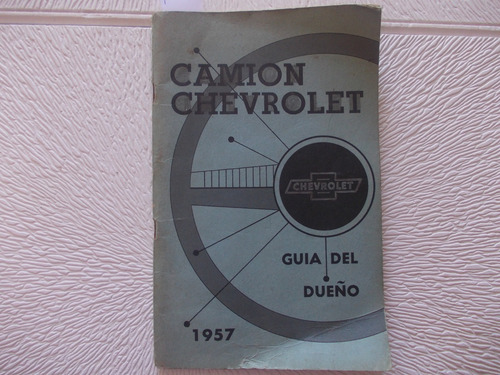 CAMION
CHEVROLET
CHEVROLET
GUIA DEL
DUEÑO
1957